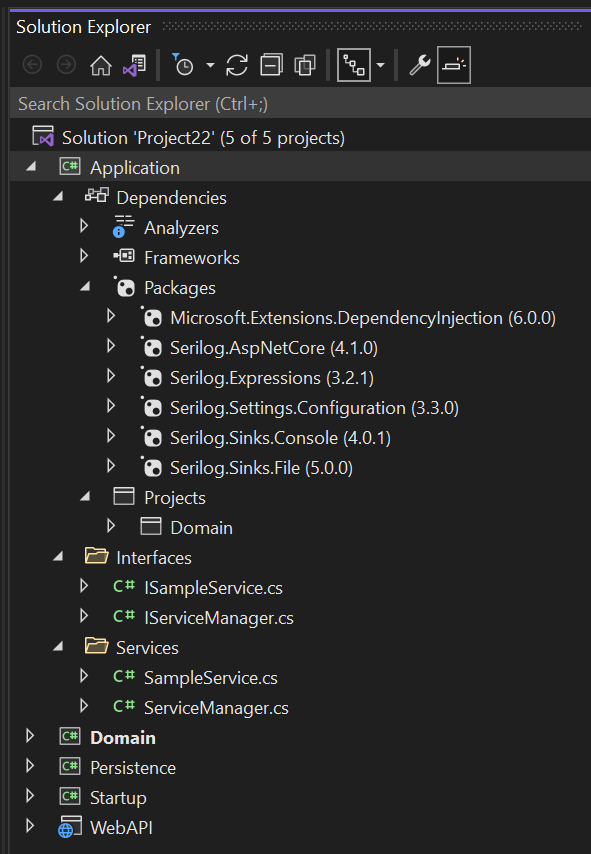 Solution Explorer
Search Solution Explorer (Ctrl+;)
Solution 'Project22' (5 of 5 projects)
C# Application
Dependencies
Analyzers
Frameworks
Packages
Microsoft.Extensions.DependencyInjection (6.0.0)
Serilog.AspNetCore (4.1.0)
Serilog.Expressions (3.2.1)
Serilog.Settings.Configuration (3.3.0)
Serilog.Sinks.Console (4.0.1)
Serilog.Sinks.File (5.0.0)
Projects
Domain
Interfaces
C# ISampleService.cs
C# IServiceManager.cs
Services
C# SampleService.cs
C# ServiceManager.cs
C# Domain
C# Persistence
C# Startup
WebAPI